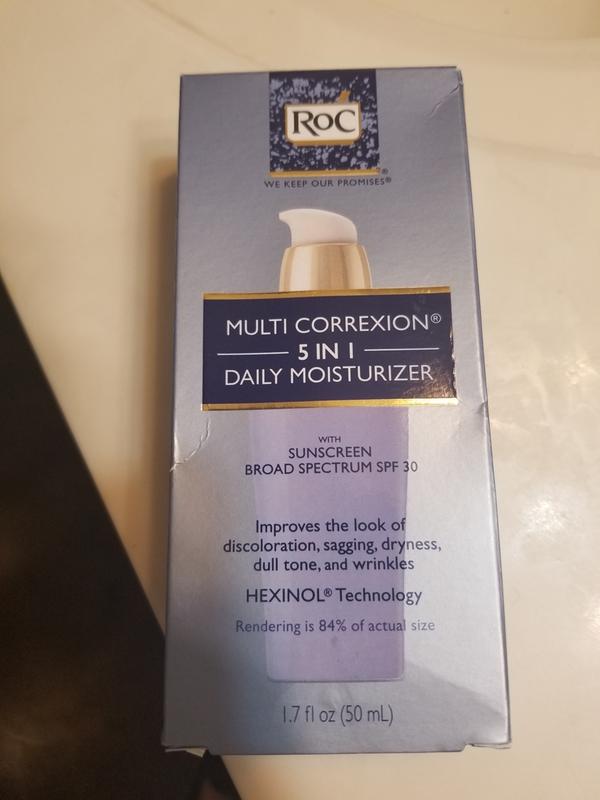 RoC®
WE KEEP OUR PROMISES®
MULTI CORREXION®
5 IN 1
DAILY MOISTURIZER
WITH
SUNSCREEN
BROAD SPECTRUM SPF 30
Improves the look of
discoloration, sagging, dryness,
dull tone, and wrinkles
HEXINOL® Technology
Rendering is 84% of actual size
1.7 fl oz (50 mL)